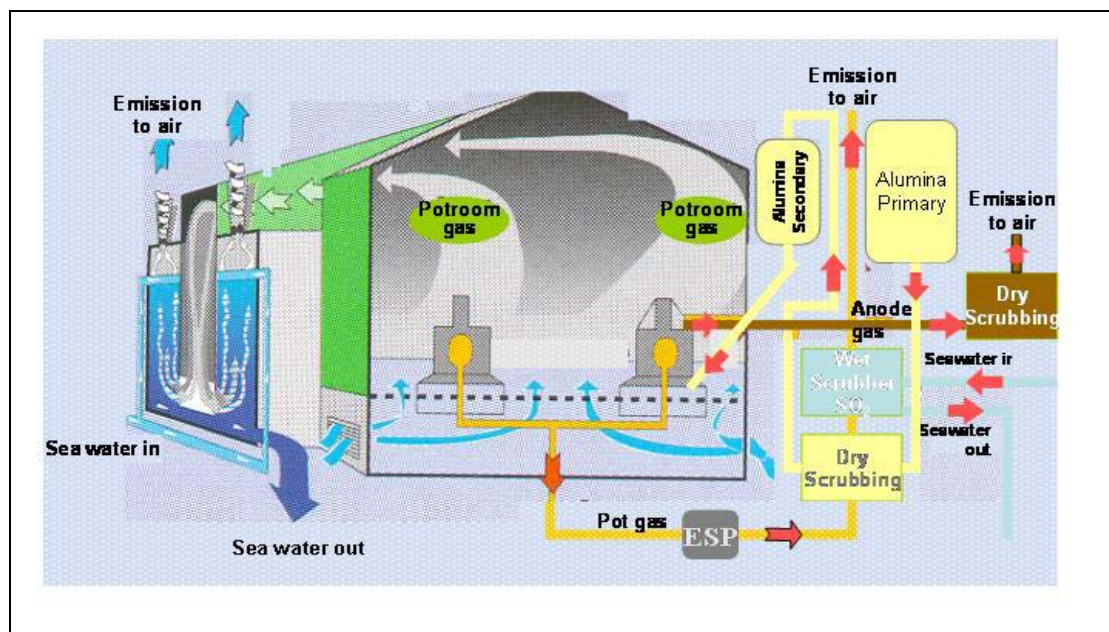 Emission
to air
Emission
to air
Alumina
Secondary
Alumina
Primary
Emission
to air
Potroom
gas
Potroom
gas
Dry
Scrubbing
Anode
gas
Wet
Scrubber
SO₂
Seawater ir
Seawater
out
Sea water in
Dry
Scrubbing
Pot gas
ESP
Sea water out